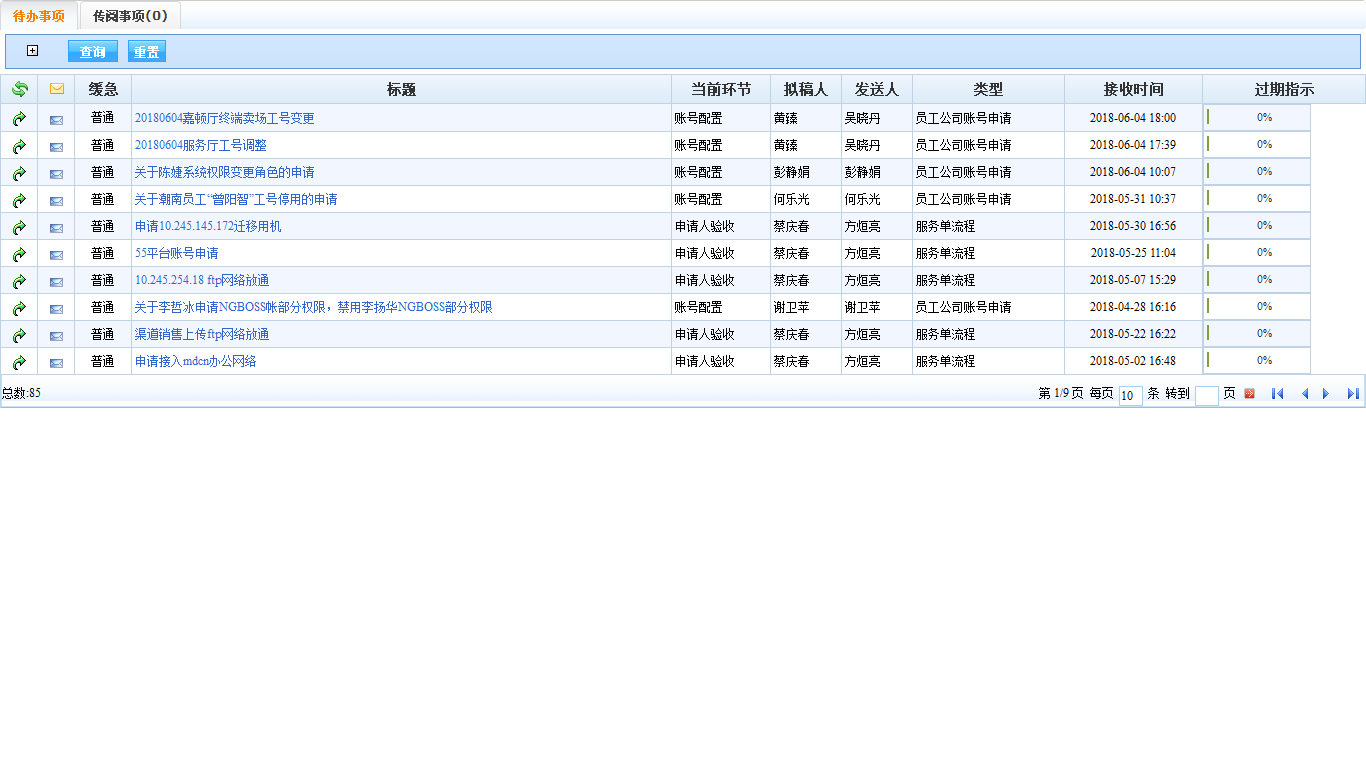 待办事项 传阅事项(0)
查询 重置
缓急 标题 当前环节 拟稿人 发送人 类型 接收时间 过期指示
普通 20180604嘉顿厅终端卖场工号变更 账号配置 黄臻 吴晓丹 员工公司账号申请 2018-06-04 18:00 0%
普通 20180604服务厅工号调整 账号配置 黄臻 吴晓丹 员工公司账号申请 2018-06-04 17:39 0%
普通 关于陈婕系统权限变更角色的申请 账号配置 彭静娟 彭静娟 员工公司账号申请 2018-06-04 10:07 0%
普通 关于潮南员工“曾阳智”工号停用的申请 账号配置 何乐光 何乐光 员工公司账号申请 2018-05-31 10:37 0%
普通 申请10.245.145.172迁移用机 申请人验收 蔡庆春 方烜亮 服务单流程 2018-05-30 16:56 0%
普通 55平台账号申请 申请人验收 蔡庆春 方烜亮 服务单流程 2018-05-25 11:04 0%
普通 10.245.254.18 ftp网络放通 申请人验收 蔡庆春 方烜亮 服务单流程 2018-05-07 15:29 0%
普通 关于李哲冰申请NGBOSS帐部分权限，禁用李扬华NGBOSS部分权限 账号配置 谢卫苹 谢卫苹 员工公司账号申请 2018-04-28 16:16 0%
普通 渠道销售上传ftp网络放通 申请人验收 蔡庆春 方烜亮 服务单流程 2018-05-22 16:22 0%
普通 申请接入mdcn办公网络 申请人验收 蔡庆春 方烜亮 服务单流程 2018-05-02 16:48 0%
总数:85 第 1/9 页 每页 10 条 转到 页